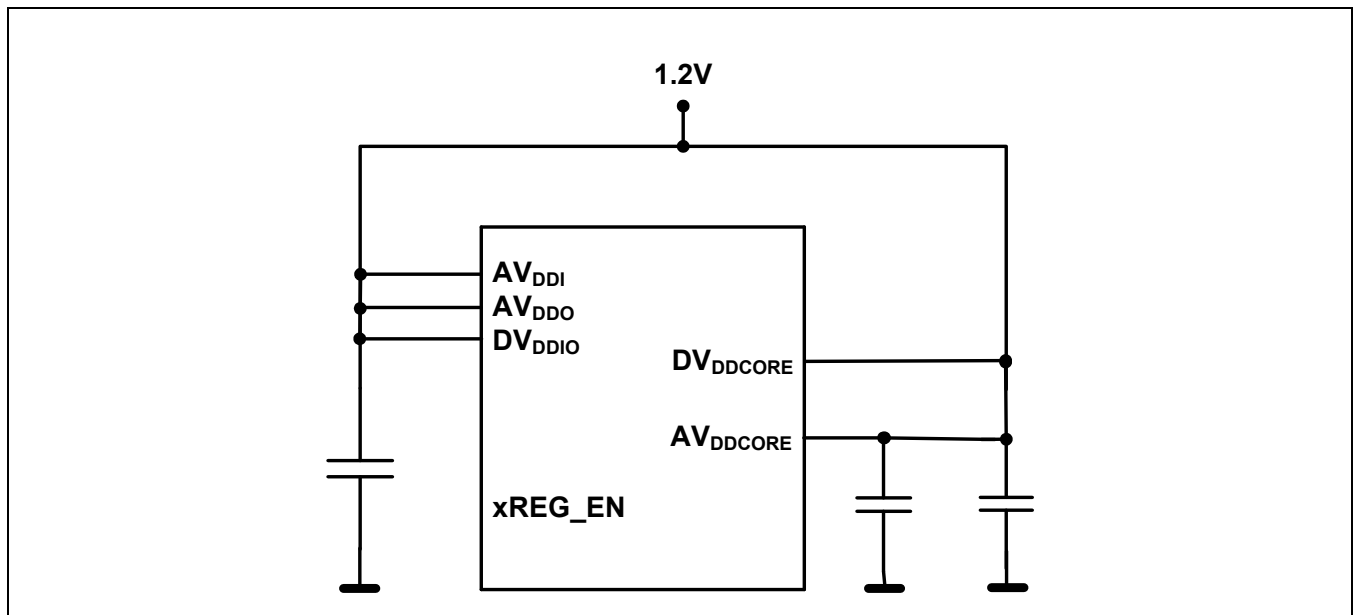 1.2V
AVDDI
AVDDO
DVDDIO
DVDDCORE
AVDDCORE
xREG_EN